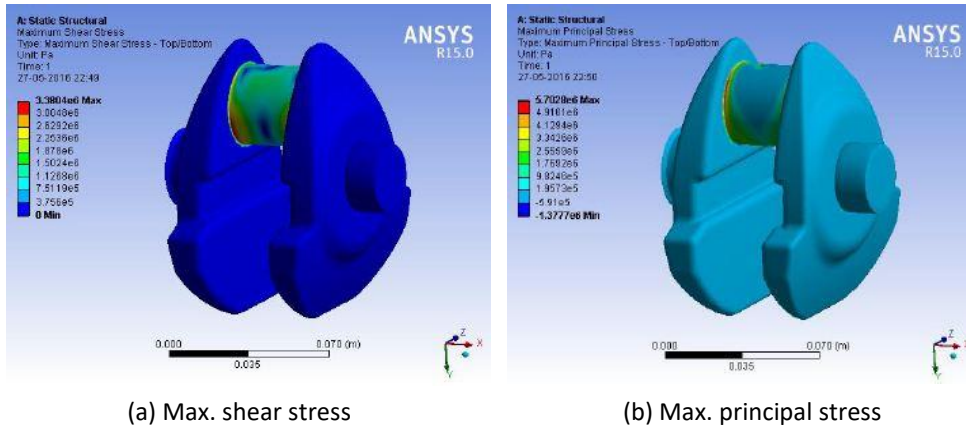 A: Static Structural
Maximum Shear Stress
Type: Maximum Shear Stress - Top/Bottom
Unit: Pa
Time: 1
27-05-2016 22:49
3.3804e6 Max
3.0048e6
2.6292e6
2.2536e6
1.878e6
1.5024e6
1.1268e6
7.5119e5
3.756e5
0 Min
ANSYS
R15.0
0.000
0.070 (m)
0.035
Z
X
Y
(a) Max. shear stress
A: Static Structural
Maximum Principal Stress
Type: Maximum Principal Stress - Top/Bottom
Unit: Pa
Time: 1
27-05-2016 22:50
5.7028e6 Max
4.9161e6
4.1294e6
3.3426e6
2.5559e6
1.7692e6
9.8246e5
1.9573e5
-5.91e5
-1.3777e6 Min
ANSYS
R15.0
0.000
0.070 (m)
0.035
Z
X
Y
(b) Max. principal stress